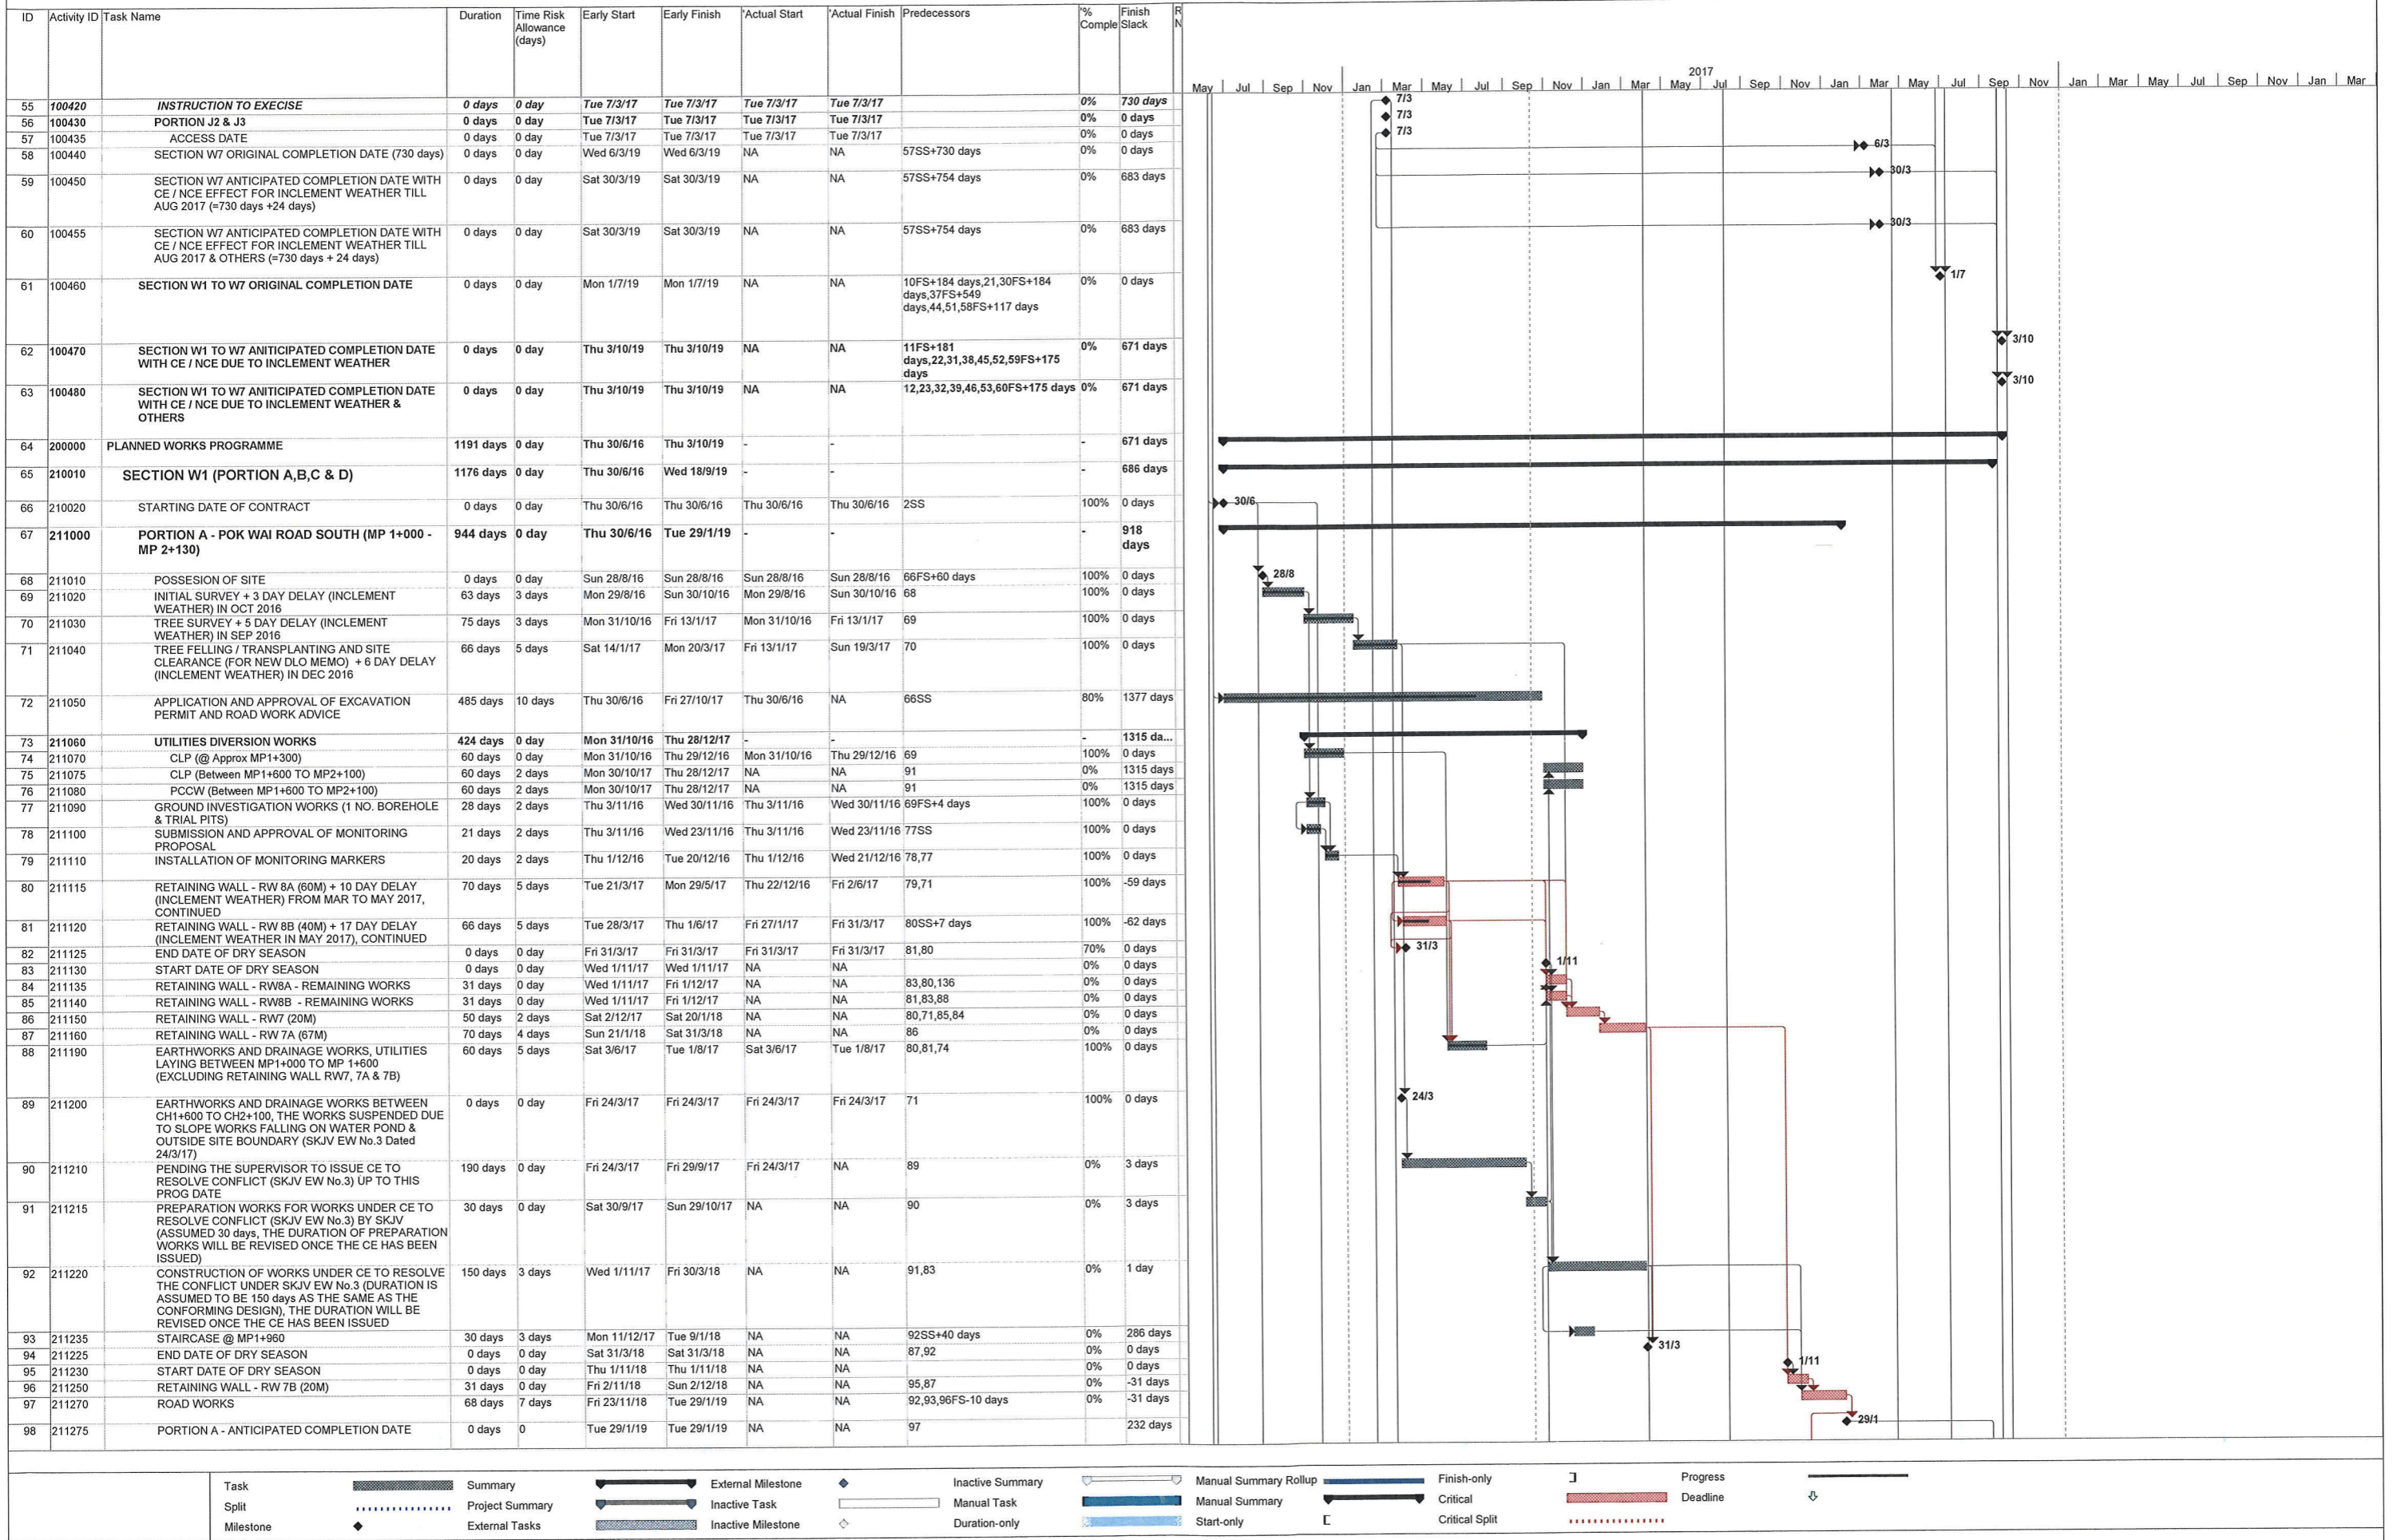 ID Activity ID Task Name Duration Time Risk Allowance (days) Early Start Early Finish 'Actual Start 'Actual Finish Predecessors '% Comple Finish Slack R N
2017
May Jul Sep Nov Jan Mar May Jul Sep Nov Jan Mar May Jul Sep Nov Jan Mar May Jul Sep Nov Jan Mar May Jul Sep Nov Jan Mar
55 100420 INSTRUCTION TO EXECISE 0 days 0 day Tue 7/3/17 Tue 7/3/17 Tue 7/3/17 Tue 7/3/17 0% 730 days 7/3
56 100430 PORTION J2 & J3 0 days 0 day Tue 7/3/17 Tue 7/3/17 Tue 7/3/17 Tue 7/3/17 0% 0 days 7/3
57 100435 ACCESS DATE 0 days 0 day Tue 7/3/17 Tue 7/3/17 Tue 7/3/17 Tue 7/3/17 0% 0 days 7/3
58 100440 SECTION W7 ORIGINAL COMPLETION DATE (730 days) 0 days 0 day Wed 6/3/19 Wed 6/3/19 NA NA 57SS+730 days 0% 0 days 6/3
59 100450 SECTION W7 ANTICIPATED COMPLETION DATE WITH 0 days 0 day Sat 30/3/19 Sat 30/3/19 NA NA 57SS+754 days 0% 683 days 30/3
CE / NCE EFFECT FOR INCLEMENT WEATHER TILL
AUG 2017 (=730 days +24 days)
60 100455 SECTION W7 ANTICIPATED COMPLETION DATE WITH 0 days 0 day Sat 30/3/19 Sat 30/3/19 NA NA 57SS+754 days 0% 683 days 30/3
CE / NCE EFFECT FOR INCLEMENT WEATHER TILL
AUG 2017 & OTHERS (=730 days + 24 days)
61 100460 SECTION W1 TO W7 ORIGINAL COMPLETION DATE 0 days 0 day Mon 1/7/19 Mon 1/7/19 NA NA 10FS+184 days,21,30FS+184 0% 0 days 1/7
days,37FS+549
days,44,51,58FS+117 days
62 100470 SECTION W1 TO W7 ANITICIPATED COMPLETION DATE 0 days 0 day Thu 3/10/19 Thu 3/10/19 NA NA 11FS+181 0% 671 days 3/10
WITH CE / NCE DUE TO INCLEMENT WEATHER days,22,31,38,45,52,59FS+175
days
63 100480 SECTION W1 TO W7 ANITICIPATED COMPLETION DATE 0 days 0 day Thu 3/10/19 Thu 3/10/19 NA NA 12,23,32,39,46,53,60FS+175 days 0% 671 days 3/10
WITH CE / NCE DUE TO INCLEMENT WEATHER &
OTHERS
64 200000 PLANNED WORKS PROGRAMME 1191 days 0 day Thu 30/6/16 Thu 3/10/19 - - - 671 days
65 210010 SECTION W1 (PORTION A,B,C & D) 1176 days 0 day Thu 30/6/16 Wed 18/9/19 - - - 686 days
66 210020 STARTING DATE OF CONTRACT 0 days 0 day Thu 30/6/16 Thu 30/6/16 Thu 30/6/16 Thu 30/6/16 2SS 100% 0 days 30/6
67 211000 PORTION A - POK WAI ROAD SOUTH (MP 1+000 - 944 days 0 day Thu 30/6/16 Tue 29/1/19 - - - 918
MP 2+130) days
68 211010 POSSESION OF SITE 0 days 0 day Sun 28/8/16 Sun 28/8/16 Sun 28/8/16 Sun 28/8/16 66FS+60 days 100% 0 days 28/8
69 211020 INITIAL SURVEY + 3 DAY DELAY (INCLEMENT 63 days 3 days Mon 29/8/16 Sun 30/10/16 Mon 29/8/16 Sun 30/10/16 68 100% 0 days
WEATHER) IN OCT 2016
70 211030 TREE SURVEY + 5 DAY DELAY (INCLEMENT 75 days 3 days Mon 31/10/16 Fri 13/1/17 Mon 31/10/16 Fri 13/1/17 69 100% 0 days
WEATHER) IN SEP 2016
71 211040 TREE FELLING / TRANSPLANTING AND SITE 66 days 5 days Sat 14/1/17 Mon 20/3/17 Fri 13/1/17 Sun 19/3/17 70 100% 0 days
CLEARANCE (FOR NEW DLO MEMO) + 6 DAY DELAY
(INCLEMENT WEATHER) IN DEC 2016
72 211050 APPLICATION AND APPROVAL OF EXCAVATION 485 days 10 days Thu 30/6/16 Fri 27/10/17 Thu 30/6/16 NA 66SS 80% 1377 days
PERMIT AND ROAD WORK ADVICE
73 211060 UTILITIES DIVERSION WORKS 424 days 0 day Mon 31/10/16 Thu 28/12/17 - - - 1315 da...
74 211070 CLP (@ Approx MP1+300) 60 days 0 day Mon 31/10/16 Thu 29/12/16 Mon 31/10/16 Thu 29/12/16 69 100% 0 days
75 211075 CLP (Between MP1+600 TO MP2+100) 60 days 2 days Mon 30/10/17 Thu 28/12/17 NA NA 91 0% 1315 days
76 211080 PCCW (Between MP1+600 TO MP2+100) 60 days 2 days Mon 30/10/17 Thu 28/12/17 NA NA 91 0% 1315 days
77 211090 GROUND INVESTIGATION WORKS (1 NO. BOREHOLE 28 days 2 days Thu 3/11/16 Wed 30/11/16 Thu 3/11/16 Wed 30/11/16 69FS+4 days 100% 0 days
& TRIAL PITS)
78 211100 SUBMISSION AND APPROVAL OF MONITORING 21 days 2 days Thu 3/11/16 Wed 23/11/16 Thu 3/11/16 Wed 23/11/16 77SS 100% 0 days
PROPOSAL
79 211110 INSTALLATION OF MONITORING MARKERS 20 days 2 days Thu 1/12/16 Tue 20/12/16 Thu 1/12/16 Wed 21/12/16 78,77 100% 0 days
80 211115 RETAINING WALL - RW 8A (60M) + 10 DAY DELAY 70 days 5 days Tue 21/3/17 Mon 29/5/17 Thu 22/12/16 Fri 2/6/17 79,71 100% -59 days
(INCLEMENT WEATHER) FROM MAR TO MAY 2017,
CONTINUED
81 211120 RETAINING WALL - RW 8B (40M) + 17 DAY DELAY 66 days 5 days Tue 28/3/17 Thu 1/6/17 Fri 27/1/17 Fri 31/3/17 80SS+7 days 100% -62 days
(INCLEMENT WEATHER IN MAY 2017), CONTINUED
82 211125 END DATE OF DRY SEASON 0 days 0 day Fri 31/3/17 Fri 31/3/17 Fri 31/3/17 Fri 31/3/17 81,80 70% 0 days 31/3
83 211130 START DATE OF DRY SEASON 0 days 0 day Wed 1/11/17 Wed 1/11/17 NA NA 0% 0 days 1/11
84 211135 RETAINING WALL - RW8A - REMAINING WORKS 31 days 0 day Wed 1/11/17 Fri 1/12/17 NA NA 83,80,136 0% 0 days
85 211140 RETAINING WALL - RW8B - REMAINING WORKS 31 days 0 day Wed 1/11/17 Fri 1/12/17 NA NA 81,83,88 0% 0 days
86 211150 RETAINING WALL - RW7 (20M) 50 days 2 days Sat 2/12/17 Sat 20/1/18 NA NA 80,71,85,84 0% 0 days
87 211160 RETAINING WALL - RW 7A (67M) 70 days 4 days Sun 21/1/18 Sat 31/3/18 NA NA 86 0% 0 days
88 211190 EARTHWORKS AND DRAINAGE WORKS, UTILITIES 60 days 5 days Sat 3/6/17 Tue 1/8/17 Sat 3/6/17 Tue 1/8/17 80,81,74 100% 0 days
LAYING BETWEEN MP1+000 TO MP 1+600
(EXCLUDING RETAINING WALL RW7, 7A & 7B)
89 211200 EARTHWORKS AND DRAINAGE WORKS BETWEEN 0 days 0 day Fri 24/3/17 Fri 24/3/17 Fri 24/3/17 Fri 24/3/17 71 100% 0 days 24/3
CH1+600 TO CH2+100, THE WORKS SUSPENDED DUE
TO SLOPE WORKS FALLING ON WATER POND &
OUTSIDE SITE BOUNDARY (SKJV EW No.3 Dated
24/3/17)
90 211210 PENDING THE SUPERVISOR TO ISSUE CE TO 190 days 0 day Fri 24/3/17 Fri 29/9/17 Fri 24/3/17 NA 89 0% 3 days
RESOLVE CONFLICT (SKJV EW No.3) UP TO THIS
PROG DATE
91 211215 PREPARATION WORKS FOR WORKS UNDER CE TO 30 days 0 day Sat 30/9/17 Sun 29/10/17 NA NA 90 0% 3 days
RESOLVE CONFLICT (SKJV EW No.3) BY SKJV
(ASSUMED 30 days, THE DURATION OF PREPARATION
WORKS WILL BE REVISED ONCE THE CE HAS BEEN
ISSUED)
92 211220 CONSTRUCTION OF WORKS UNDER CE TO RESOLVE 150 days 3 days Wed 1/11/17 Fri 30/3/18 NA NA 91,83 0% 1 day
THE CONFLICT UNDER SKJV EW No.3 (DURATION IS
ASSUMED TO BE 150 days AS THE SAME AS THE
CONFORMING DESIGN), THE DURATION WILL BE
REVISED ONCE THE CE HAS BEEN ISSUED
93 211235 STAIRCASE @ MP1+960 30 days 3 days Mon 11/12/17 Tue 9/1/18 NA NA 92SS+40 days 0% 286 days
94 211225 END DATE OF DRY SEASON 0 days 0 day Sat 31/3/18 Sat 31/3/18 NA NA 87,92 0% 0 days 31/3
95 211230 START DATE OF DRY SEASON 0 days 0 day Thu 1/11/18 Thu 1/11/18 NA NA 0% 0 days 1/11
96 211250 RETAINING WALL - RW 7B (20M) 31 days 0 day Fri 2/11/18 Sun 2/12/18 NA NA 95,87 0% -31 days
97 211270 ROAD WORKS 68 days 7 days Fri 23/11/18 Tue 29/1/19 NA NA 92,93,96FS-10 days 0% -31 days
98 211275 PORTION A - ANTICIPATED COMPLETION DATE 0 days 0 Tue 29/1/19 Tue 29/1/19 NA NA 97 232 days 29/1
Task Summary External Milestone Inactive Summary Manual Summary Rollup Finish-only Progress
Split Project Summary Inactive Task Manual Task Manual Summary Critical Deadline
Milestone External Tasks Inactive Milestone Duration-only Start-only Critical Split